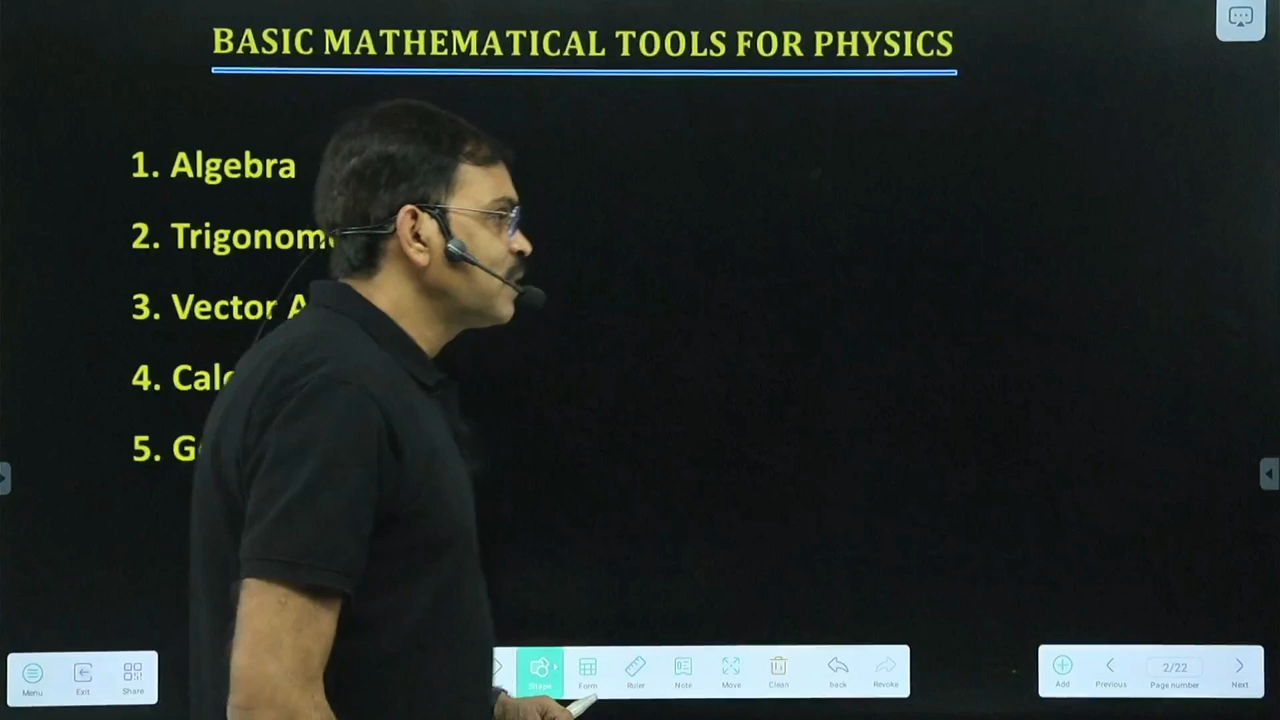 BASIC MATHEMATICAL TOOLS FOR PHYSICS
1. Algebra
2. Trigonom
3. Vector A
4. Calc
5. G
Menu
Exit
Share
Shape
Form
Ruler
Note
Move
Clean
back
Revoke
Add
Previous
2/22
Page number
Next